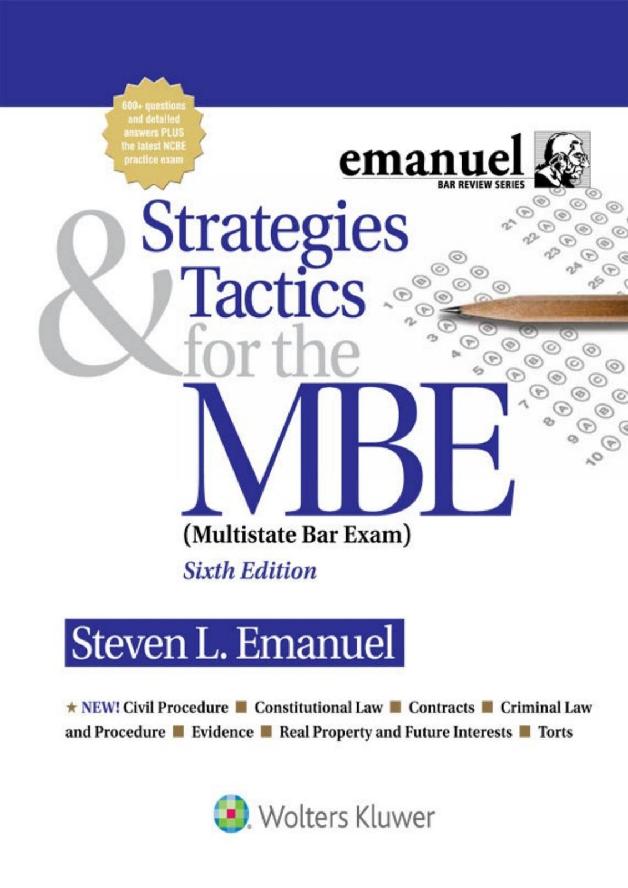 600+ questions
and detailed
answers PLUS
the latest NCBE
practice exam
emanuel
BAR REVIEW SERIES
Strategies
& Tactics
for the
MBE
(Multistate Bar Exam)
Sixth Edition
Steven L. Emanuel
★ NEW! Civil Procedure ■ Constitutional Law ■ Contracts ■ Criminal Law
and Procedure ■ Evidence ■ Real Property and Future Interests ■ Torts
Wolters Kluwer